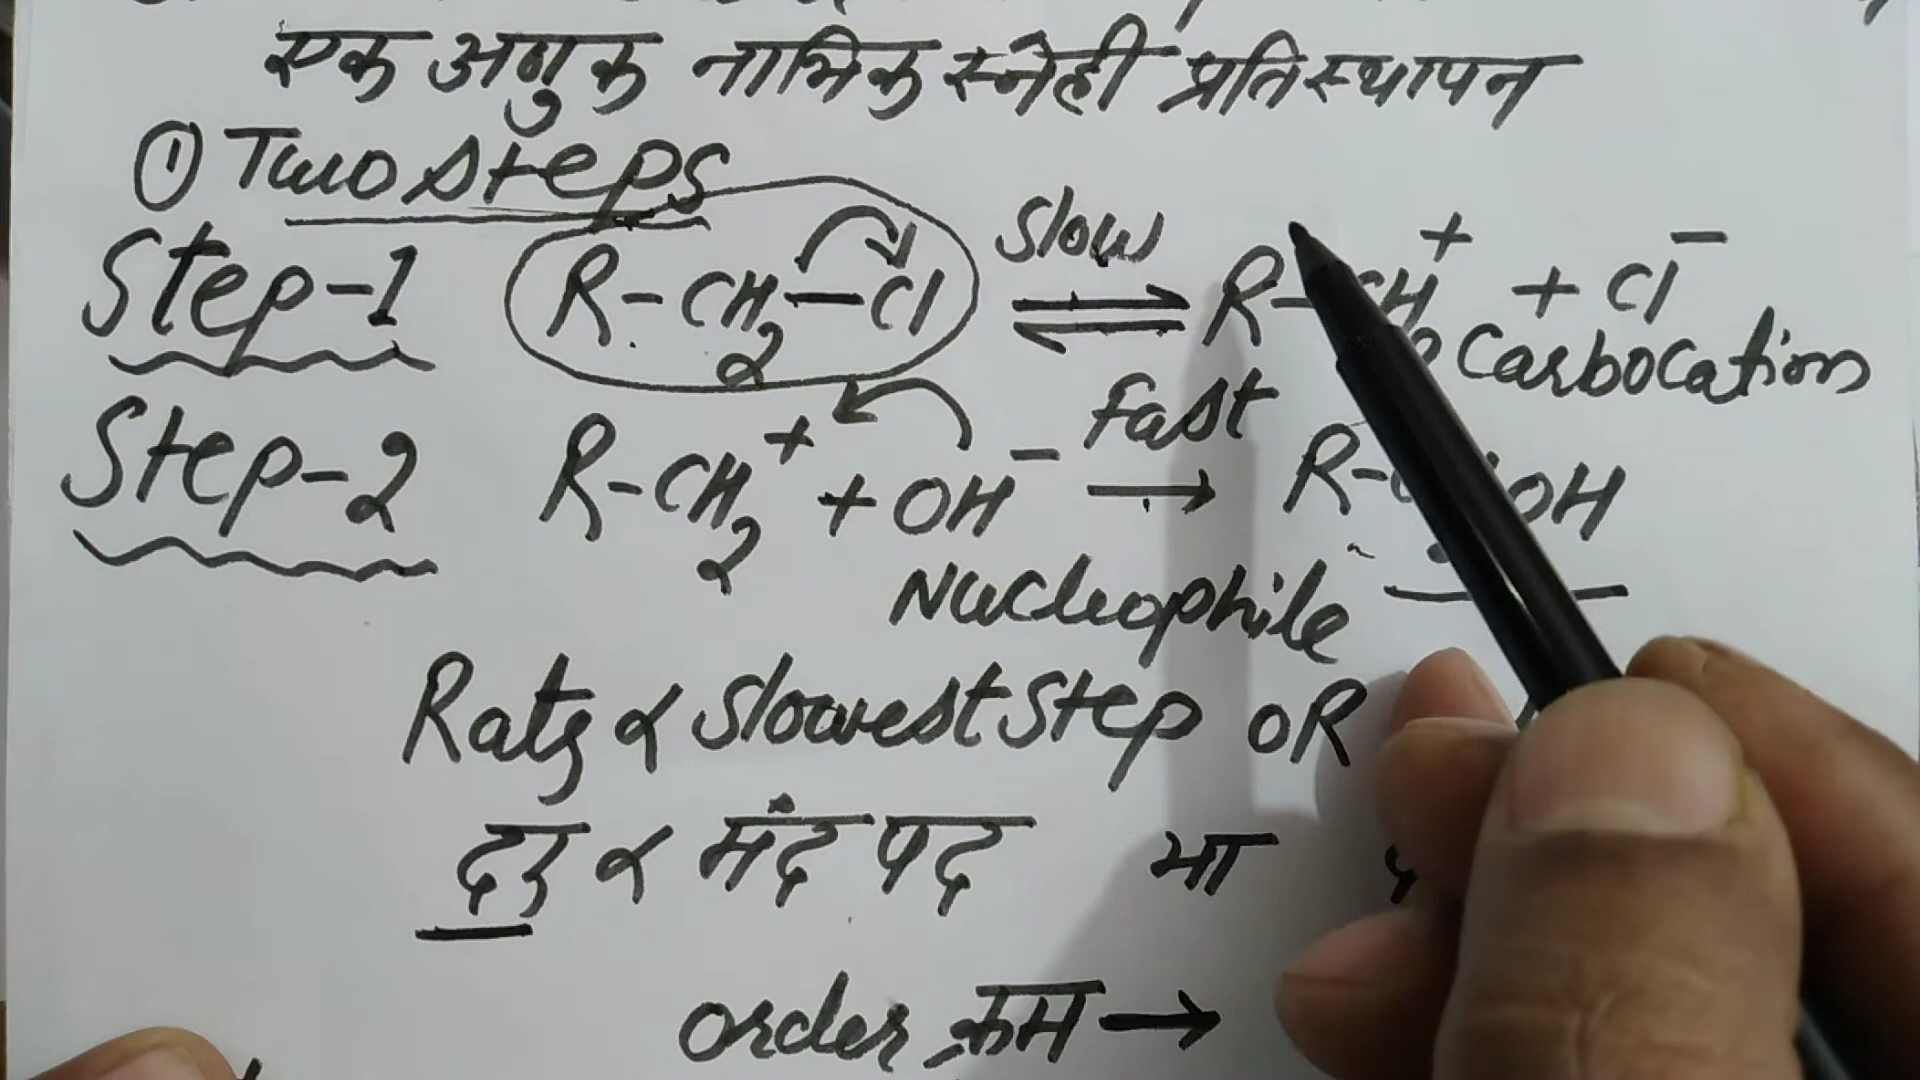 एक अणुक नाभिक स्नेही प्रतिस्थापन
① Two steps
Step-1 R-CH2-Cl Slow ⇌ R-CH2+ + Cl-
Carbocation
Step-2 R-CH2+ + OH- Fast → R- OH
Nucleophile
Rate ∝ Slowest Step OR
दर ∝ मंद पद या
order क्रम →